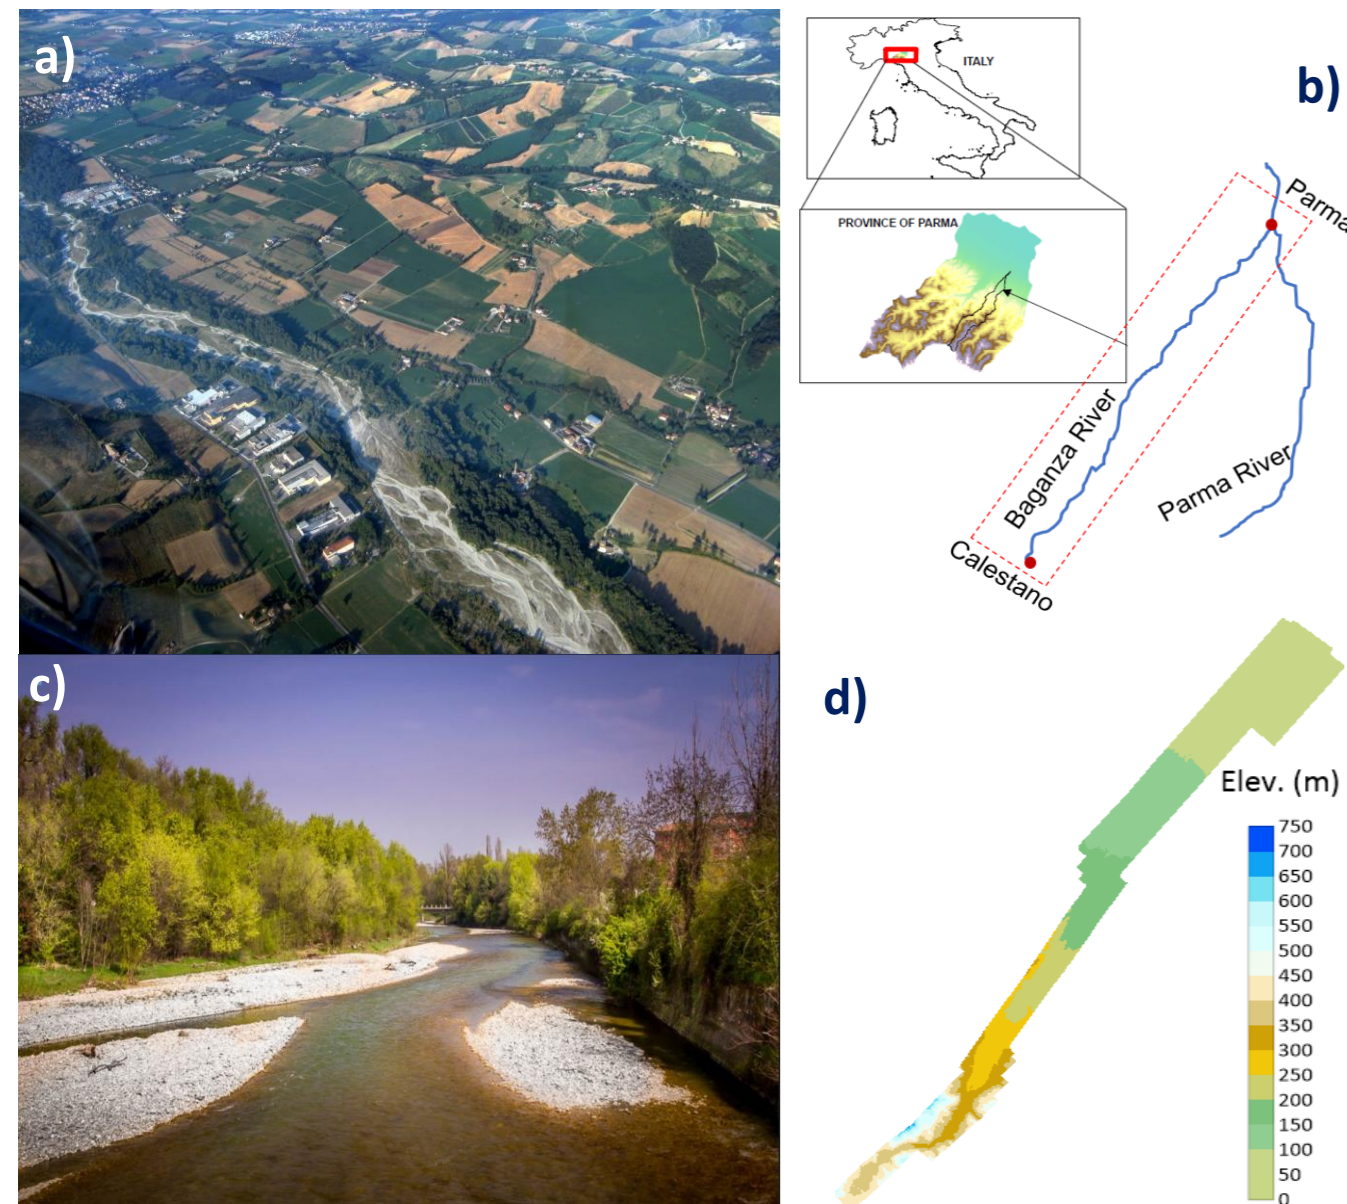 a)
ITALY
b)
PROVINCE OF PARMA
Parma
Baganza River
Parma River
Calestano
c)
d)
Elev. (m)
750
700
650
600
550
500
450
400
350
300
250
200
150
100
50
0